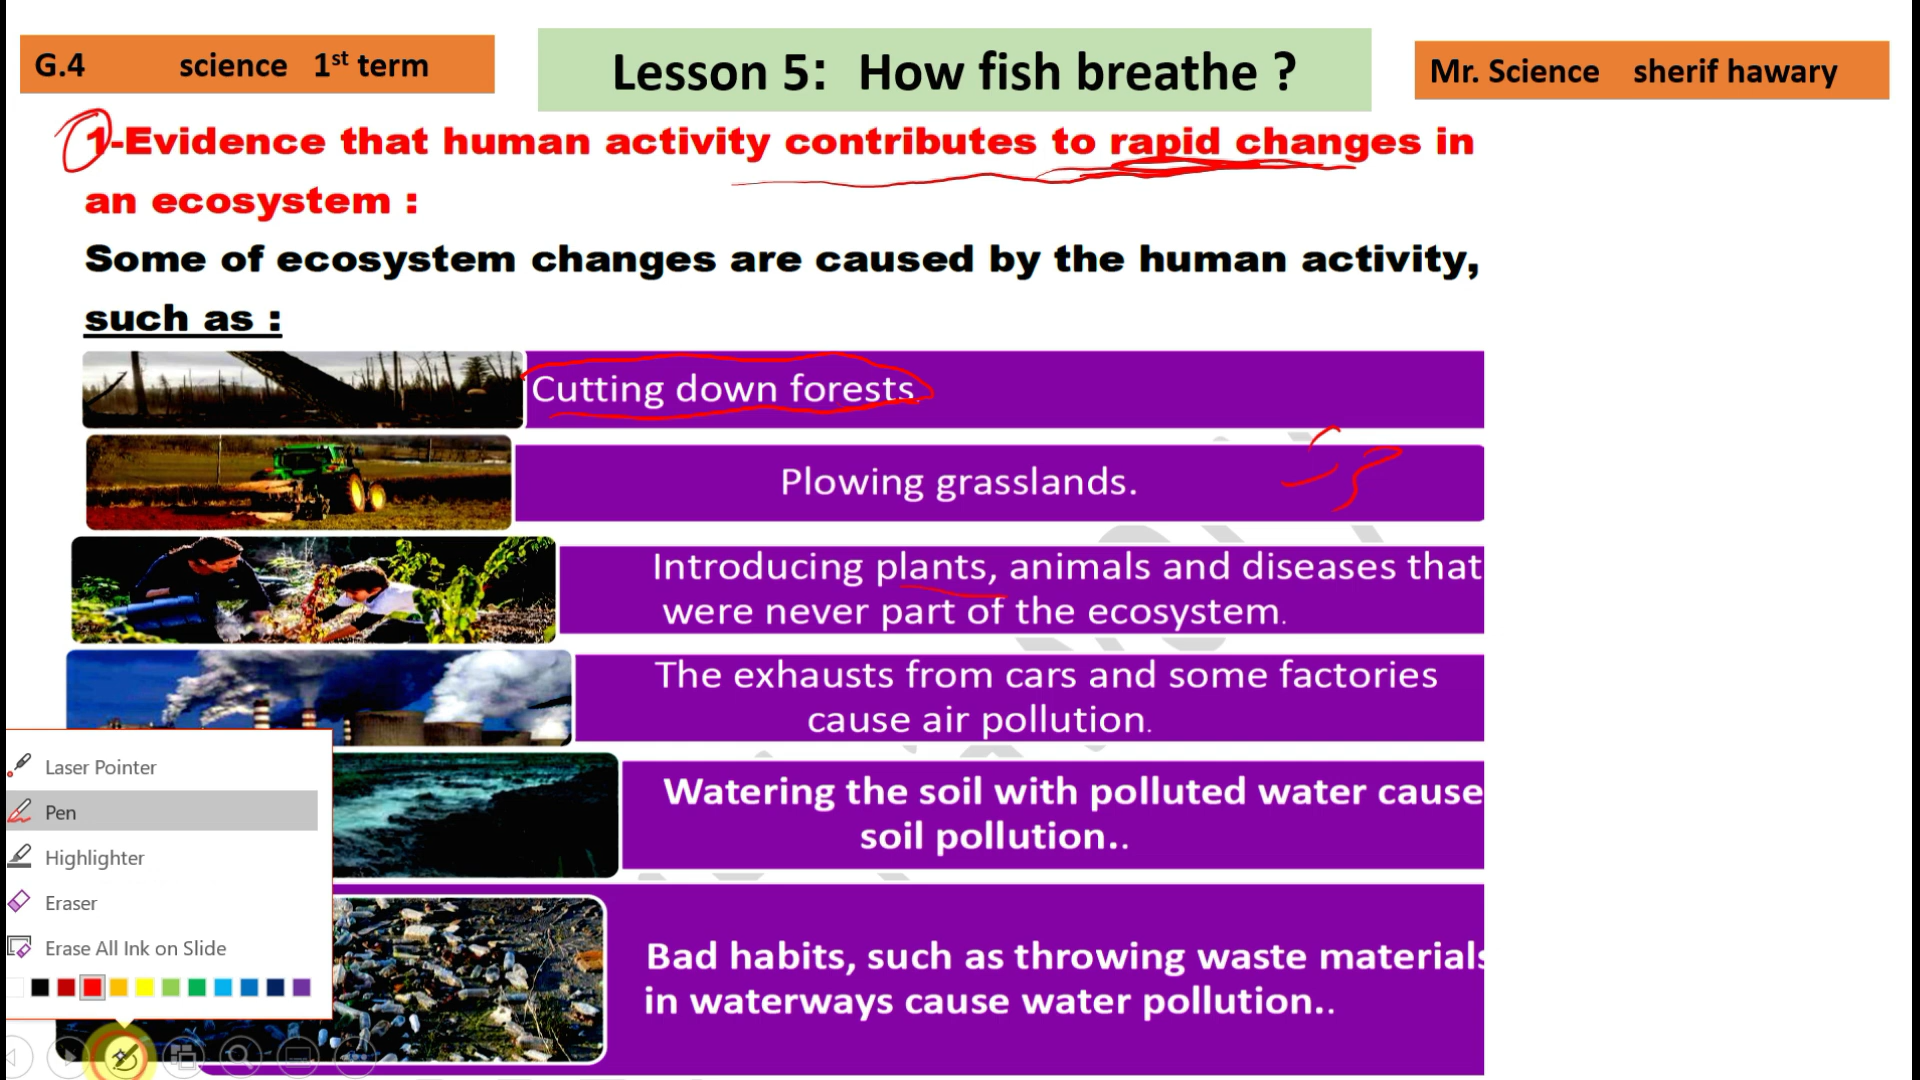 G.4 science 1st term
Lesson 5: How fish breathe ?
Mr. Science sherif hawary
1-Evidence that human activity contributes to rapid changes in
an ecosystem :
Some of ecosystem changes are caused by the human activity,
such as :
Cutting down forests.
Plowing grasslands.
Introducing plants, animals and diseases that
were never part of the ecosystem.
The exhausts from cars and some factories
cause air pollution.
Watering the soil with polluted water cause
soil pollution..
Bad habits, such as throwing waste materials
in waterways cause water pollution..
Laser Pointer
Pen
Highlighter
Eraser
Erase All Ink on Slide